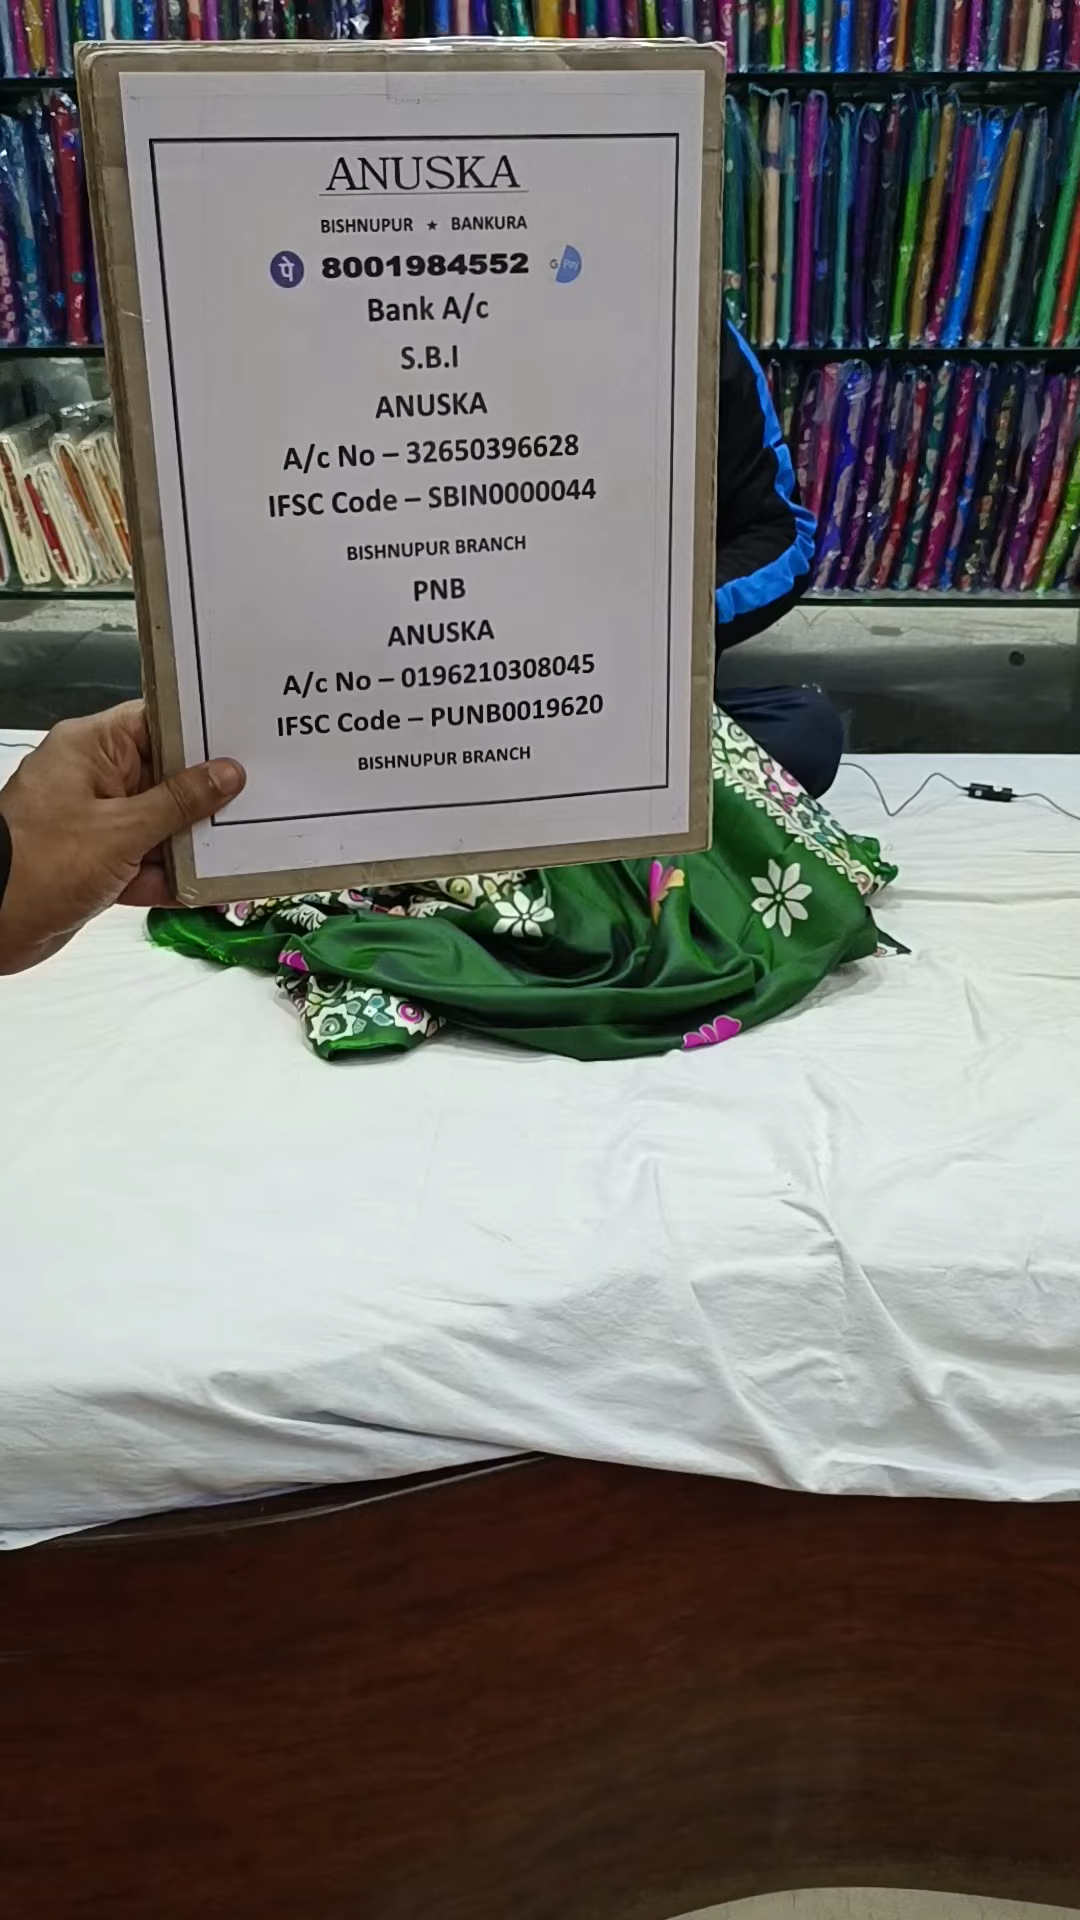 ANUSKA
BISHNUPUR ★ BANKURA
पे 8001984552 G Pay
Bank A/c
S.B.I
ANUSKA
A/c No – 32650396628
IFSC Code – SBIN0000044
BISHNUPUR BRANCH
PNB
ANUSKA
A/c No – 0196210308045
IFSC Code – PUNB0019620
BISHNUPUR BRANCH